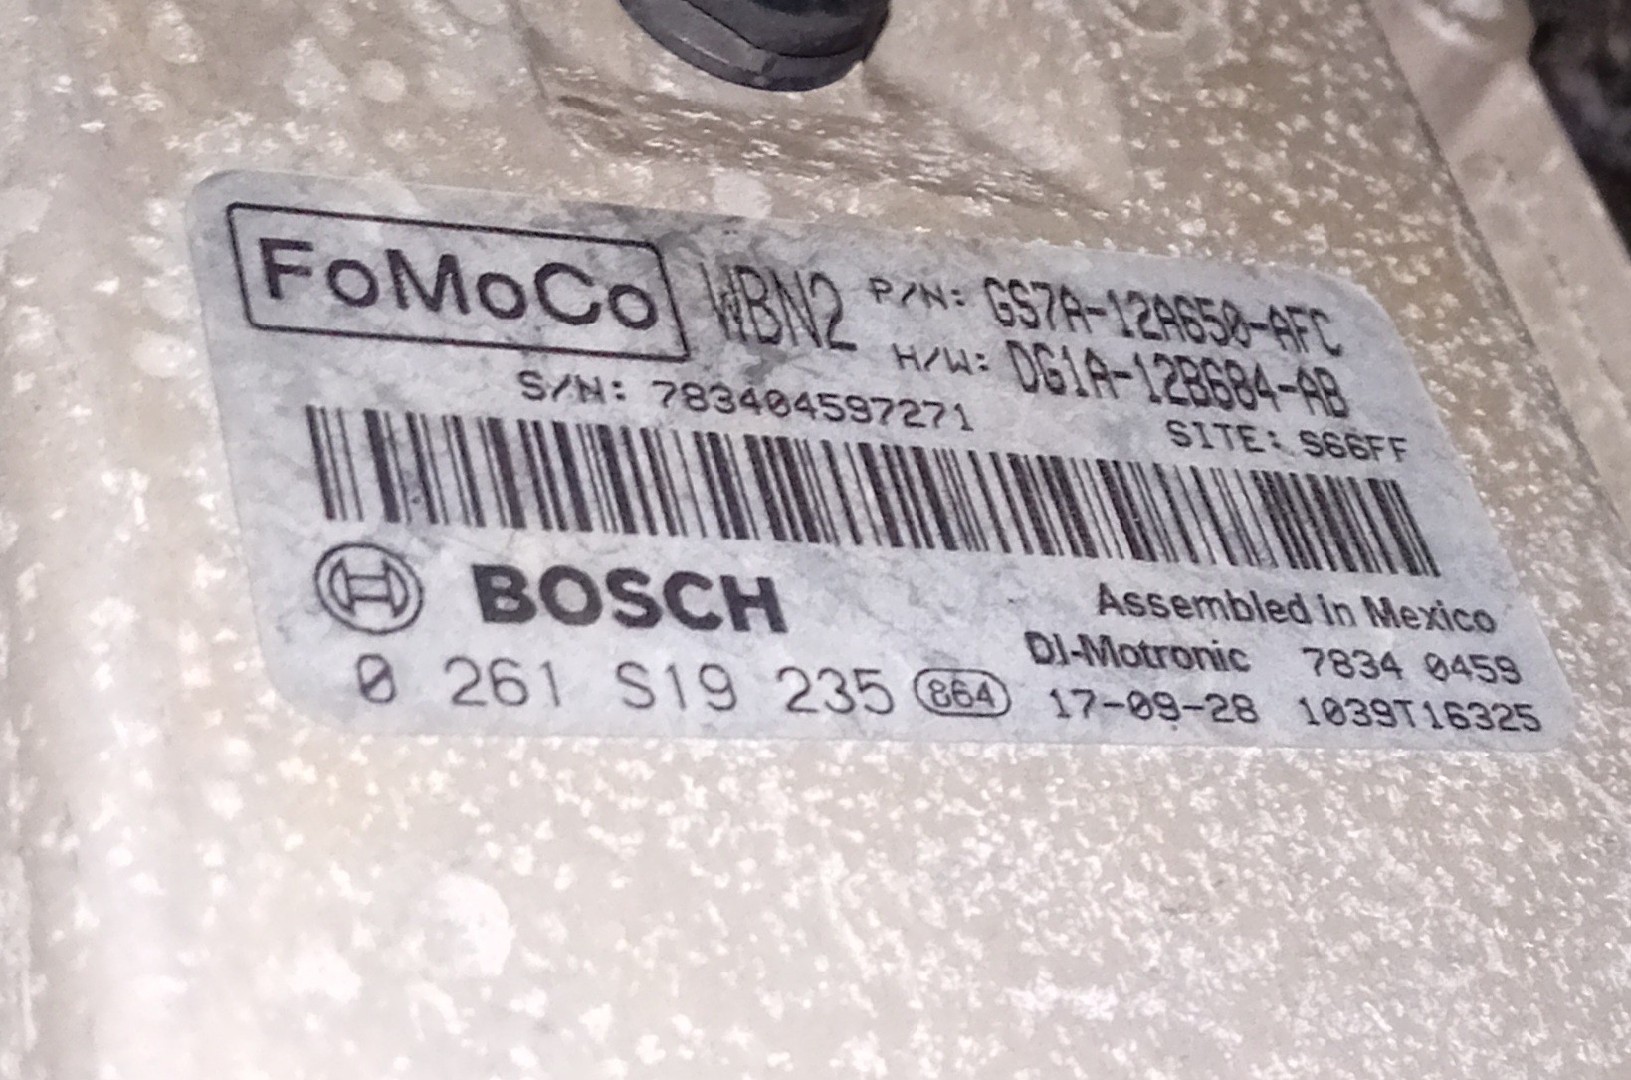 FoMoCo WBN2 P/N: GS7A-12A650-AFC
H/W: DG1A-12B684-AB
S/N: 783404597271
SITE: S66FF
BOSCH
Assembled in Mexico
DI-Motronic 7834 0459
0 261 S19 235 864 17-09-28 1039T16325